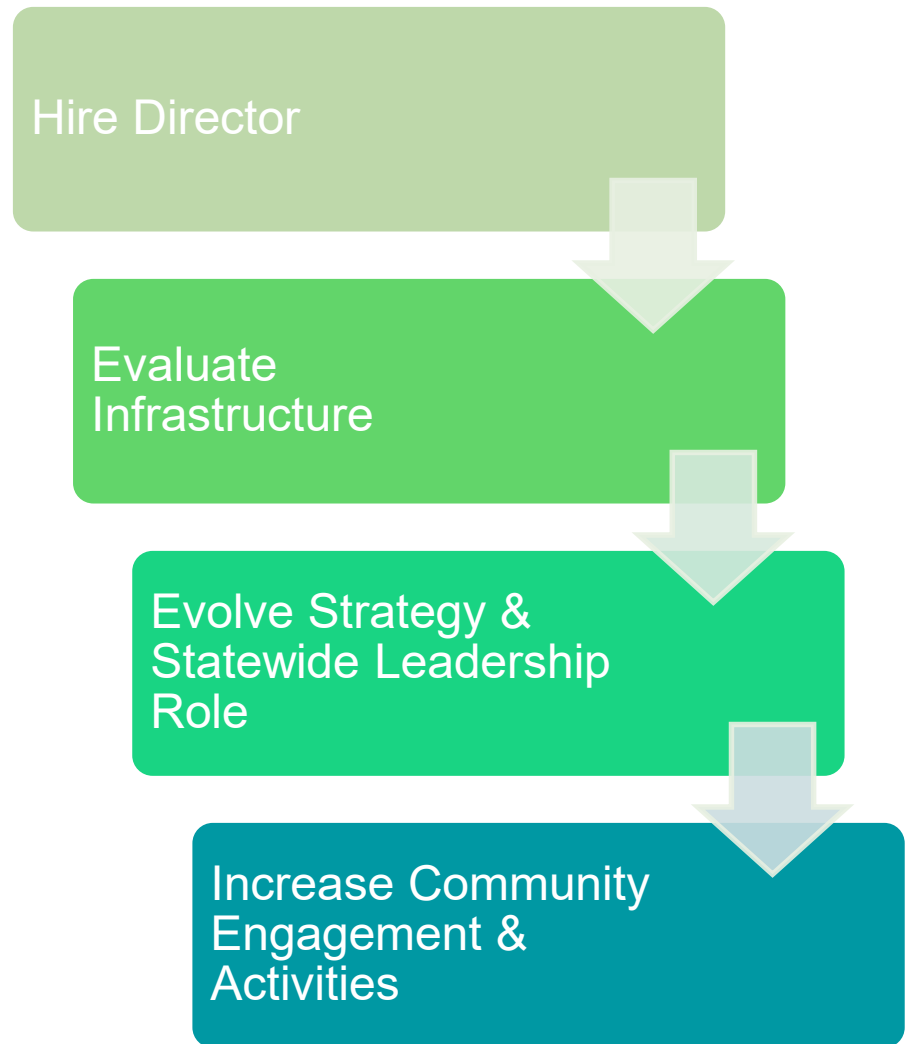 Hire Director
Evaluate
Infrastructure
Evolve Strategy &
Statewide Leadership
Role
Increase Community
Engagement &
Activities